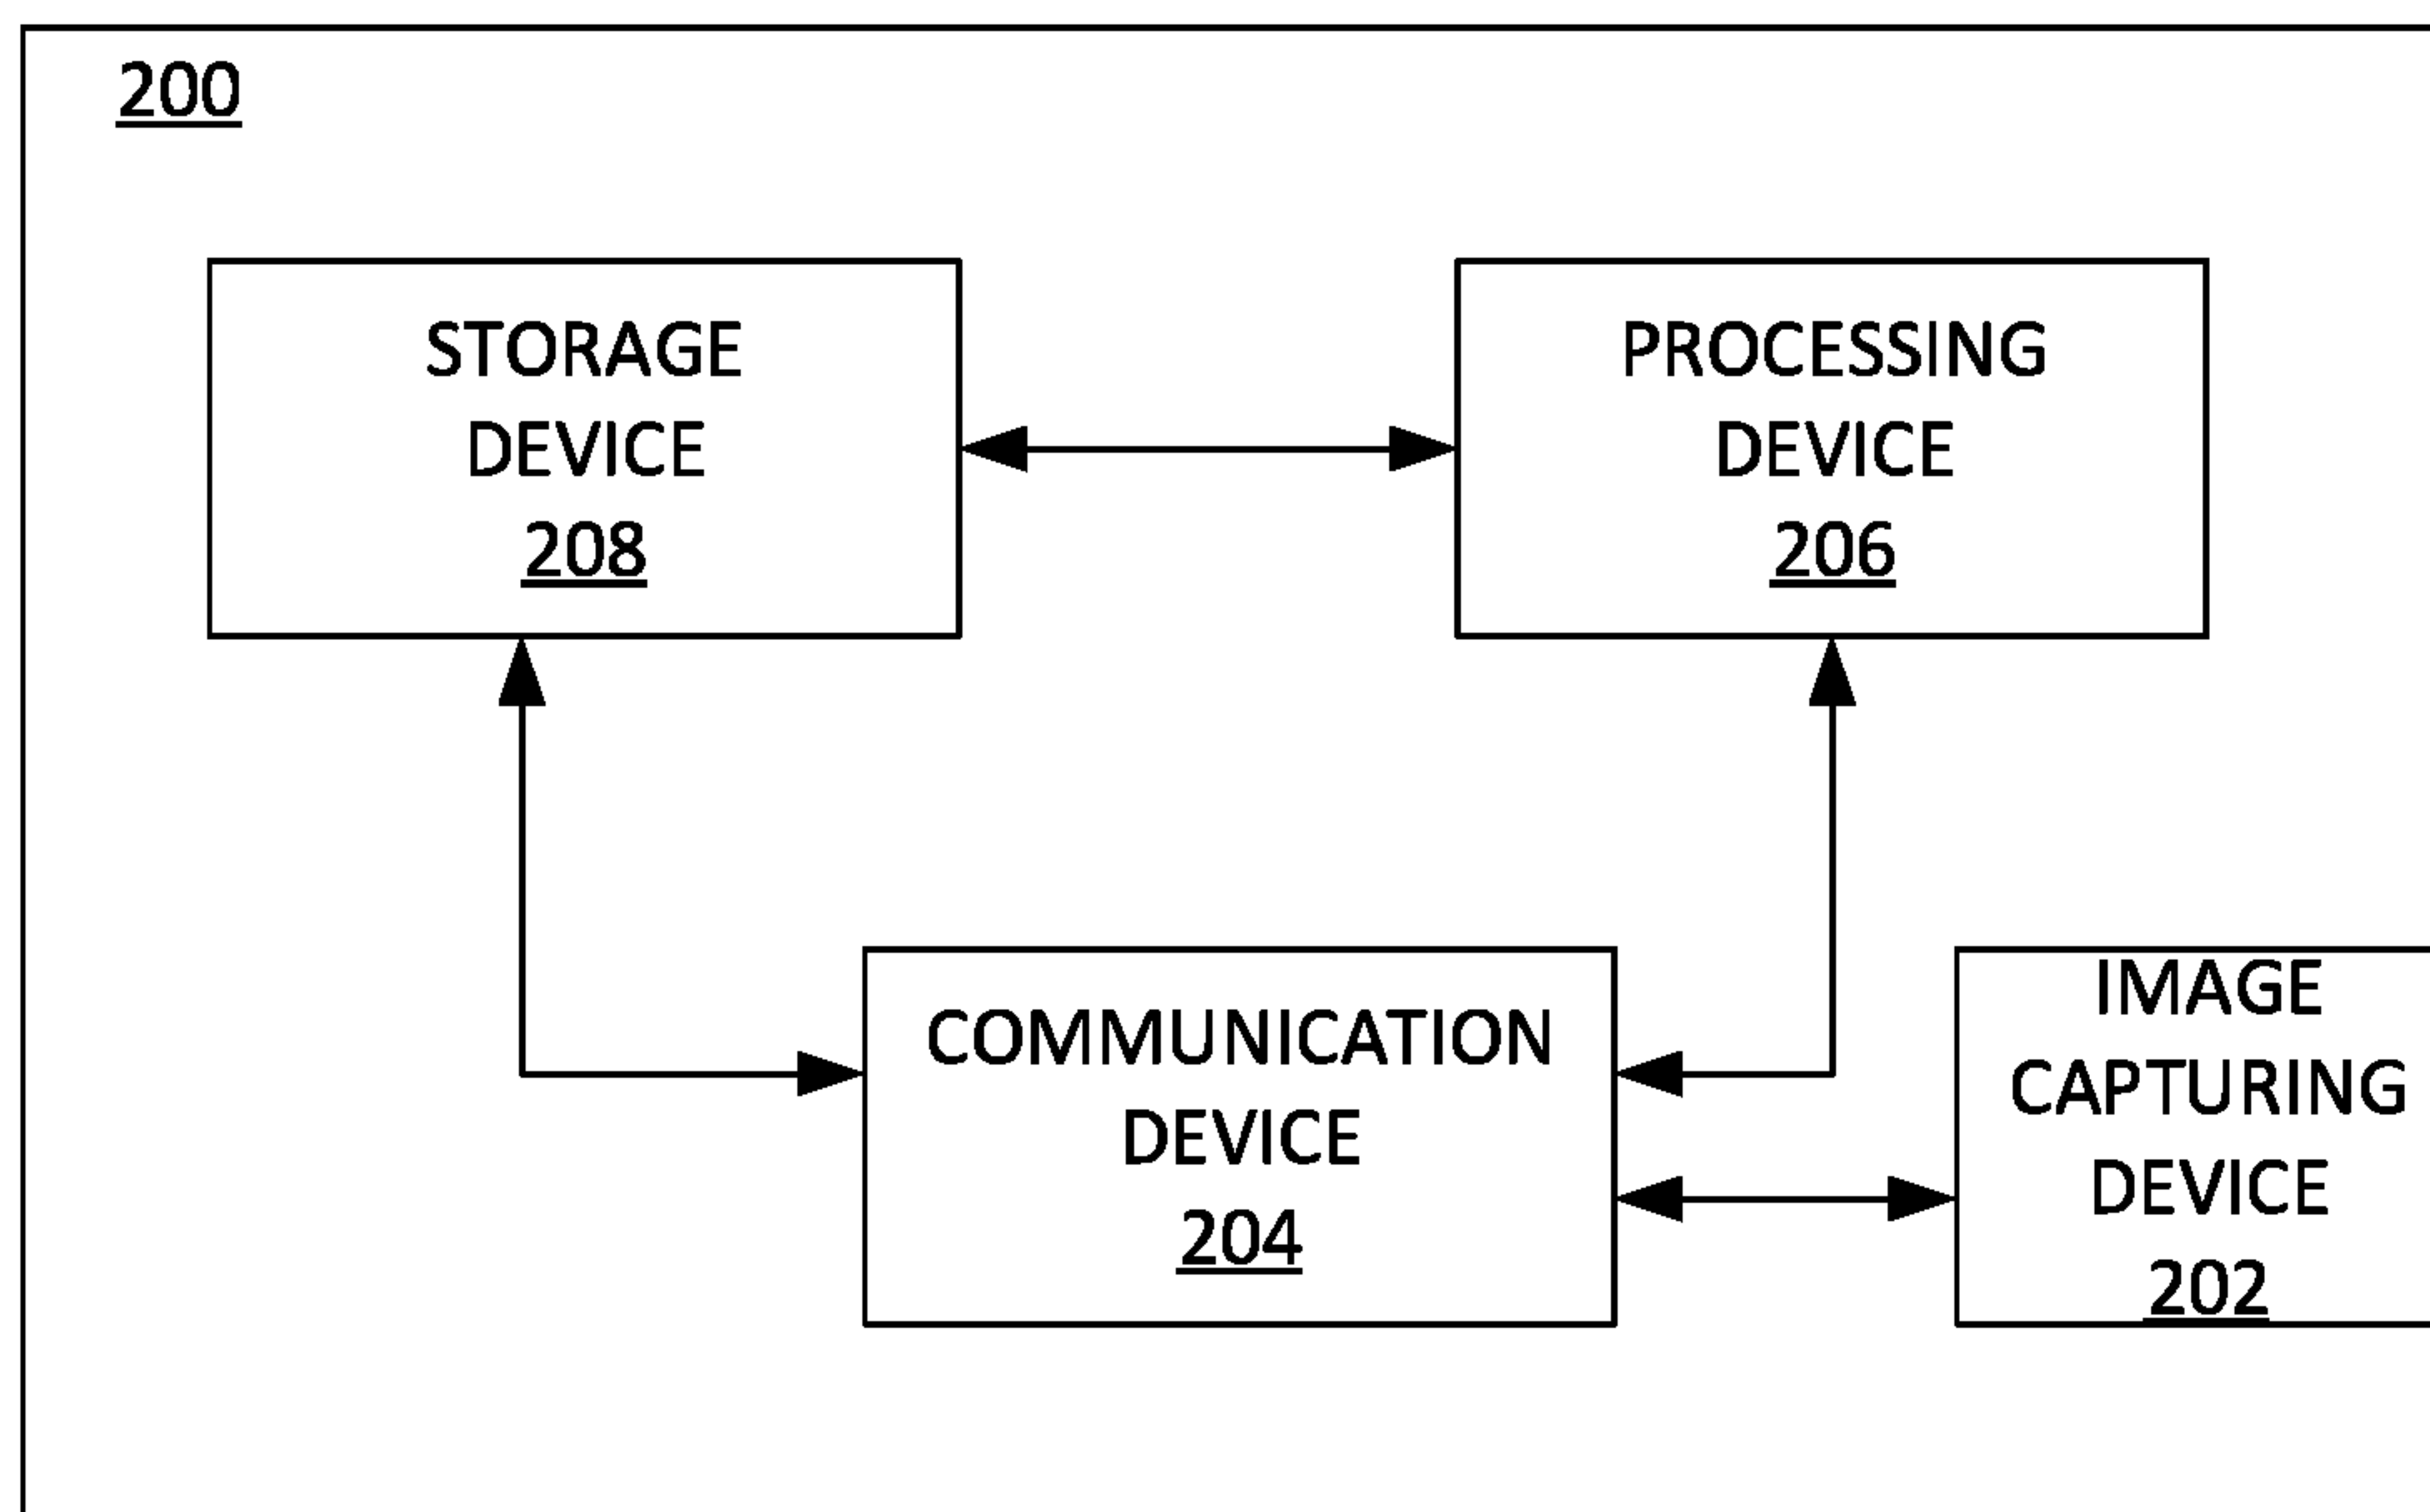 200
STORAGE
DEVICE
208
PROCESSING
DEVICE
206
COMMUNICATION
DEVICE
204
IMAGE
CAPTURING
DEVICE
202